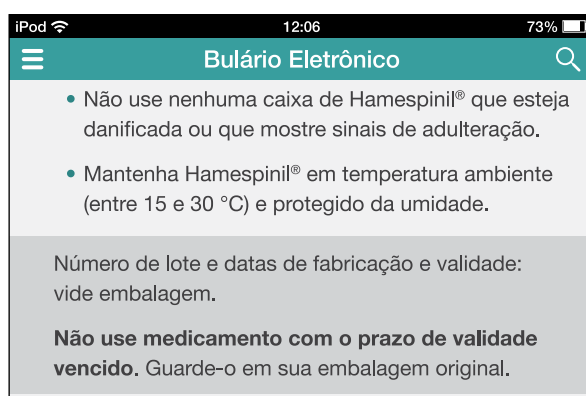 iPod 12:06 73%
Bulário Eletrônico
• Não use nenhuma caixa de Hamespinil® que esteja
danificada ou que mostre sinais de adulteração.
• Mantenha Hamespinil® em temperatura ambiente
(entre 15 e 30 °C) e protegido da umidade.
Número de lote e datas de fabricação e validade:
vide embalagem.
Não use medicamento com o prazo de validade
vencido. Guarde-o em sua embalagem original.